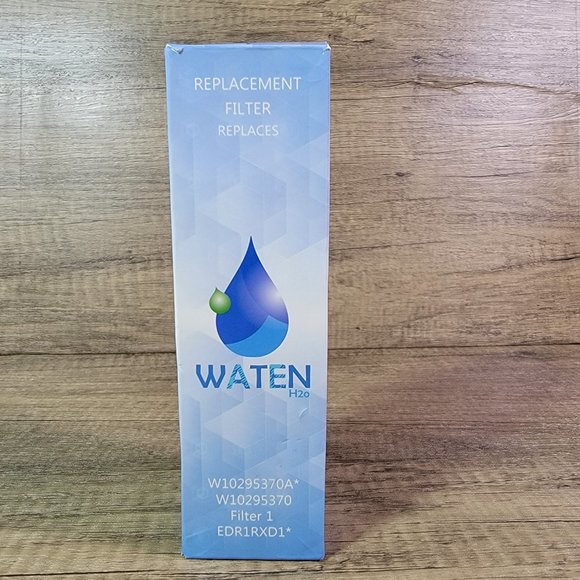 REPLACEMENT
FILTER
REPLACES
WATEN
H2o
W10295370A*
W10295370
Filter 1
EDR1RXD1*